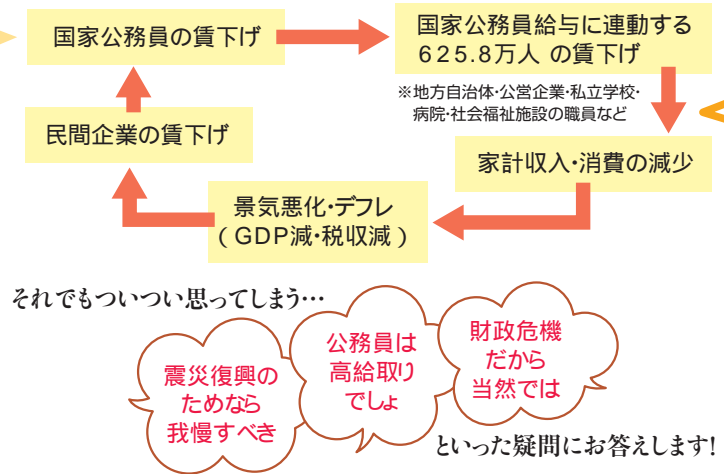 国家公務員の賃下げ
国家公務員給与に連動する
625.8万人 の賃下げ
※地方自治体・公営企業・私立学校・
病院・社会福祉施設の職員など
民間企業の賃下げ
家計収入・消費の減少
景気悪化・デフレ
(GDP減・税収減)
それでもついつい思ってしまう…
震災復興の
ためなら
我慢すべき
公務員は
高給取り
でしょ
財政危機
だから
当然では
といった疑問にお答えします!